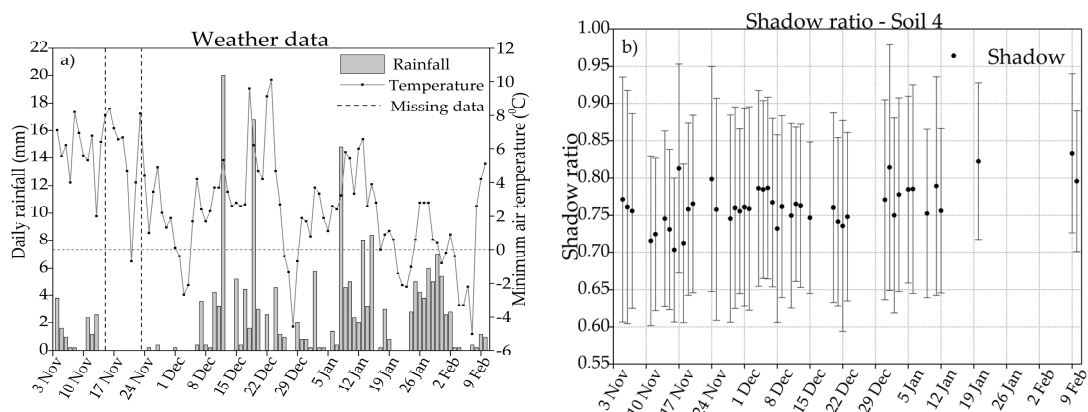 Weather data
a)
Rainfall
Temperature
Missing data
Daily rainfall (mm)
22
20
18
16
14
12
10
8
6
4
2
0
12
10
8
6
4
2
0
-2
-4
-6
Minimum air temperature (°C)
3 Nov
10 Nov
17 Nov
24 Nov
1 Dec
8 Dec
15 Dec
22 Dec
29 Dec
5 Jan
12 Jan
19 Jan
26 Jan
2 Feb
9 Feb
Shadow ratio - Soil 4
b)
Shadow
Shadow ratio
1.00
0.95
0.90
0.85
0.80
0.75
0.70
0.65
0.60
0.55
3 Nov
10 Nov
17 Nov
24 Nov
1 Dec
8 Dec
15 Dec
22 Dec
29 Dec
5 Jan
12 Jan
19 Jan
26 Jan
2 Feb
9 Feb